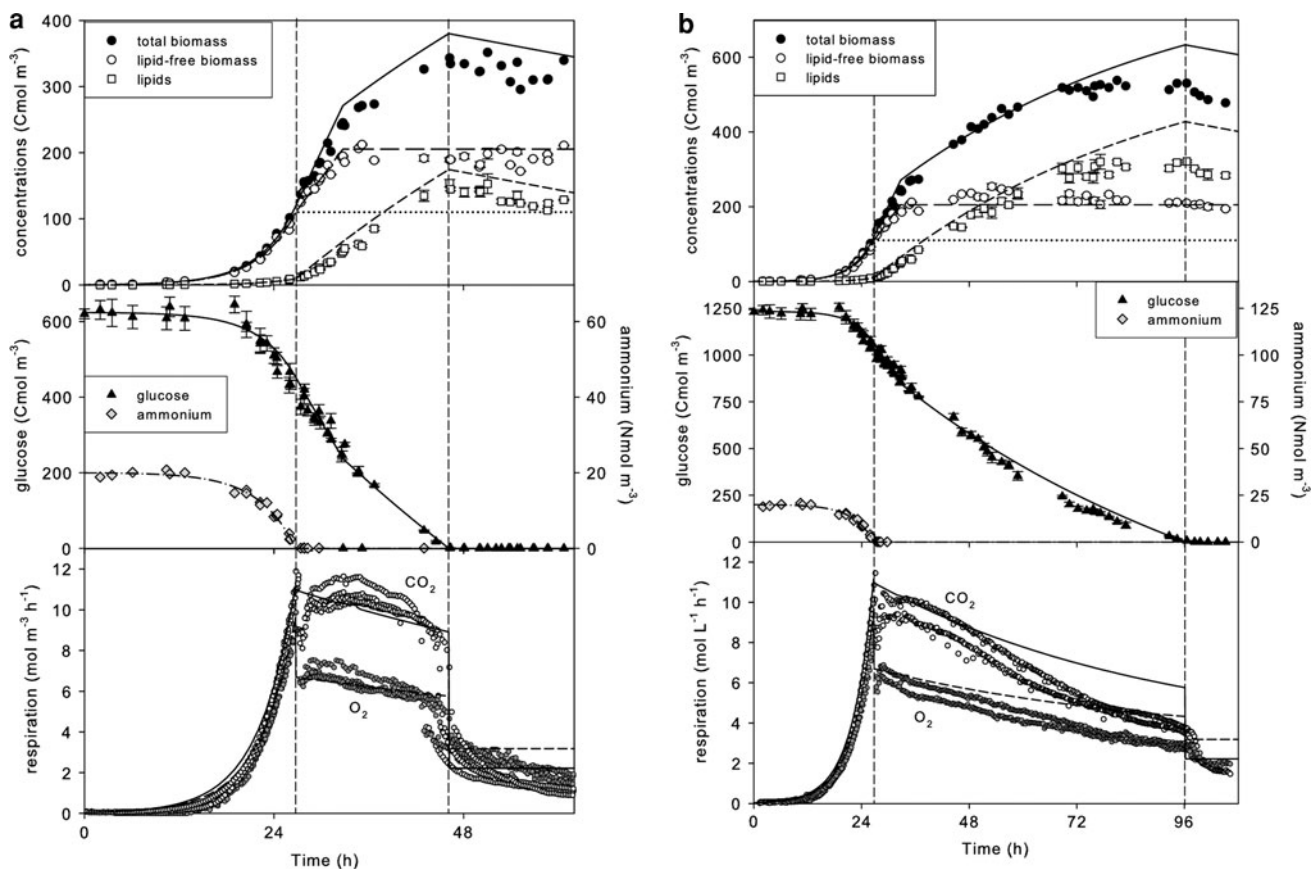 a
400
300
200
100
0
concentrations (Cmol m⁻³)
total biomass
lipid-free biomass
lipids
600
400
200
0
glucose (Cmol m⁻³)
60
40
20
0
ammonium (Nmol m⁻³)
glucose
ammonium
12
10
8
6
4
2
0
respiration (mol m⁻³ h⁻¹)
CO₂
O₂
0
24
48
Time (h)
b
600
400
200
0
concentrations (Cmol m⁻³)
total biomass
lipid-free biomass
lipids
1250
1000
750
500
250
0
glucose (Cmol m⁻³)
125
100
75
50
25
0
ammonium (Nmol m⁻³)
glucose
ammonium
12
10
8
6
4
2
0
respiration (mol L⁻¹ h⁻¹)
CO₂
O₂
0
24
48
72
96
Time (h)